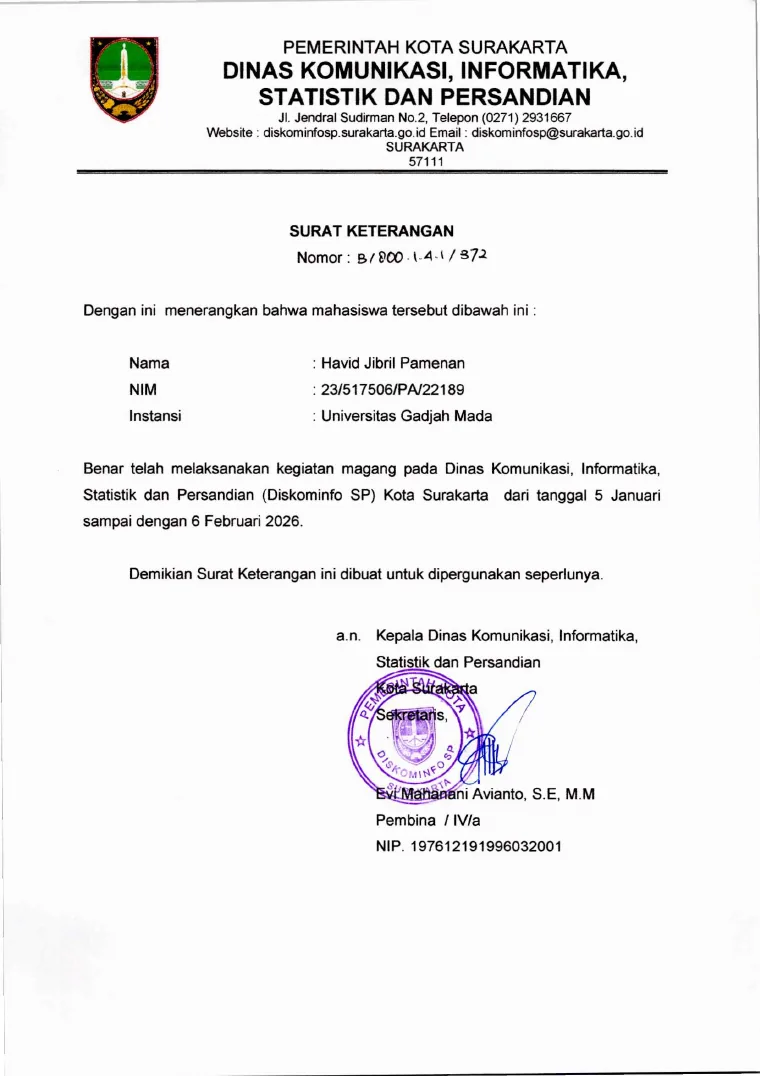 PEMERINTAH KOTA SURAKARTA
DINAS KOMUNIKASI, INFORMATIKA,
STATISTIK DAN PERSANDIAN
Jl. Jendral Sudirman No.2, Telepon (0271) 2931667
Website : diskominfosp.surakarta.go.id Email : diskominfosp@surakarta.go.id
SURAKARTA
57111
SURAT KETERANGAN
Nomor : B/800.1.4.1/372
Dengan ini menerangkan bahwa mahasiswa tersebut dibawah ini :
Nama : Havid Jibril Pamenan
NIM : 23/517506/PA/22189
Instansi : Universitas Gadjah Mada
Benar telah melaksanakan kegiatan magang pada Dinas Komunikasi, Informatika,
Statistik dan Persandian (Diskominfo SP) Kota Surakarta dari tanggal 5 Januari
sampai dengan 6 Februari 2026.
Demikian Surat Keterangan ini dibuat untuk dipergunakan seperlunya.
a.n. Kepala Dinas Komunikasi, Informatika,
Statistik dan Persandian
Kota Surakarta
Sekretaris,
PEMERINTAH KOTA
DISKOMINFO SP
SURAKARTA
Evi Mahanani Avianto, S.E, M.M
Pembina / IV/a
NIP. 197612191996032001